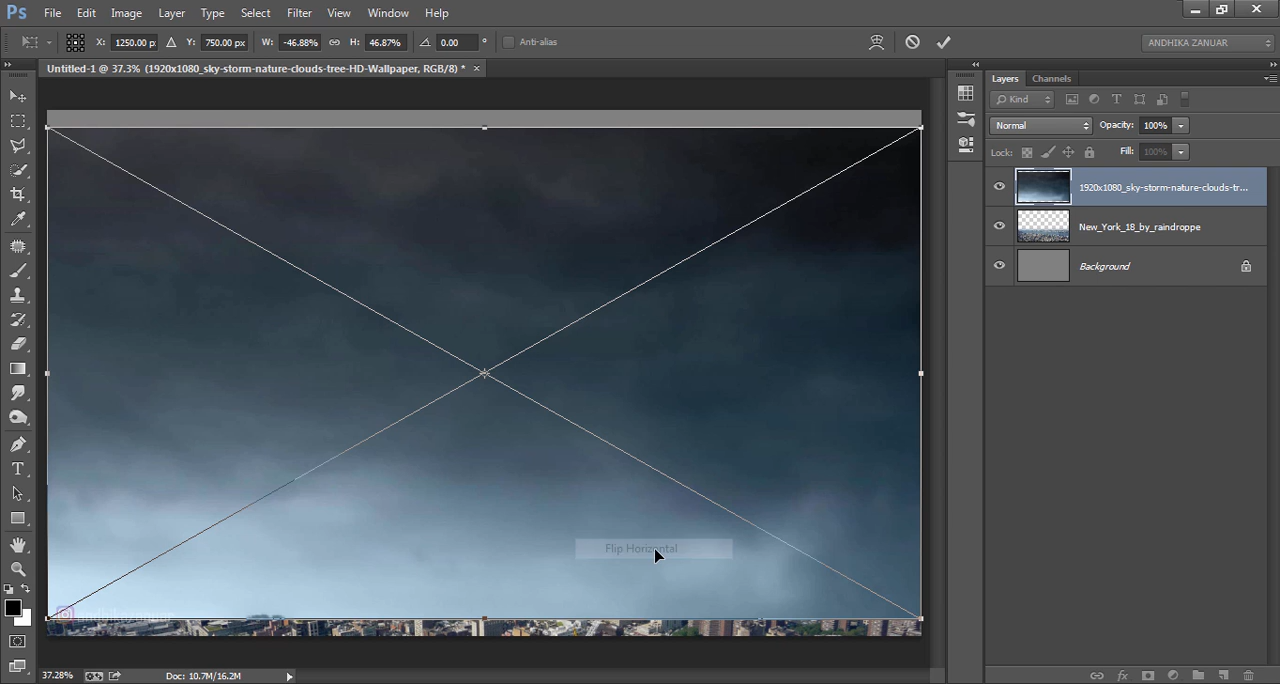 Ps File Edit Image Layer Type Select Filter View Window Help
X: 1250.00 p Y: 750.00 px W: -46.88% H: 46.87% 0.00 ° Anti-alias ANDHIKA ZANUAR
Untitled-1 @ 37.3% (1920x1080_sky-storm-nature-clouds-tree-HD-Wallpaper, RGB/8) * ×
Layers Channels
Kind
Normal Opacity: 100%
Lock: Fill: 100%
1920x1080_sky-storm-nature-clouds-tr...
New_York_18_by_raindroppe
Background
Flip Horizontal
37.28% Doc: 10.7M/16.2M